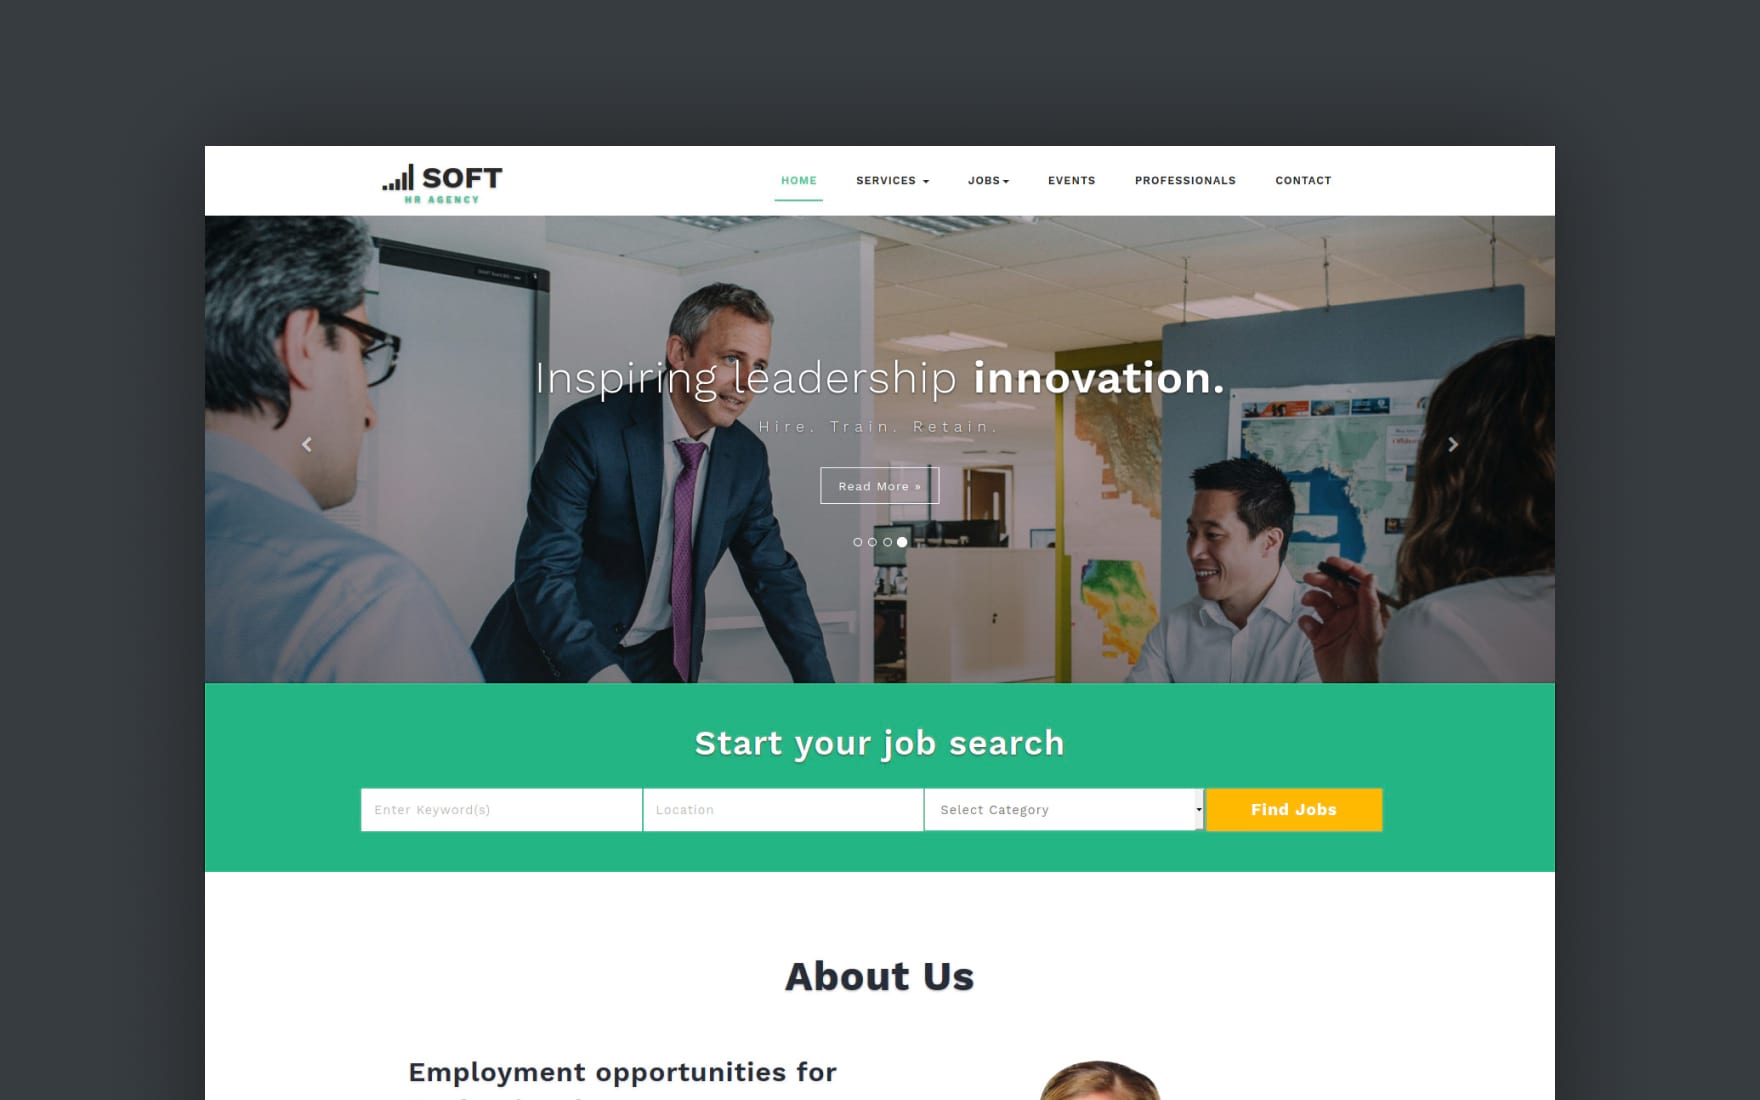 SOFT
HR AGENCY
HOME SERVICES JOBS EVENTS PROFESSIONALS CONTACT
Inspiring leadership innovation.
Hire. Train. Retain.
Read More »
Start your job search
Enter Keyword(s) Location Select Category Find Jobs
About Us
Employment opportunities for